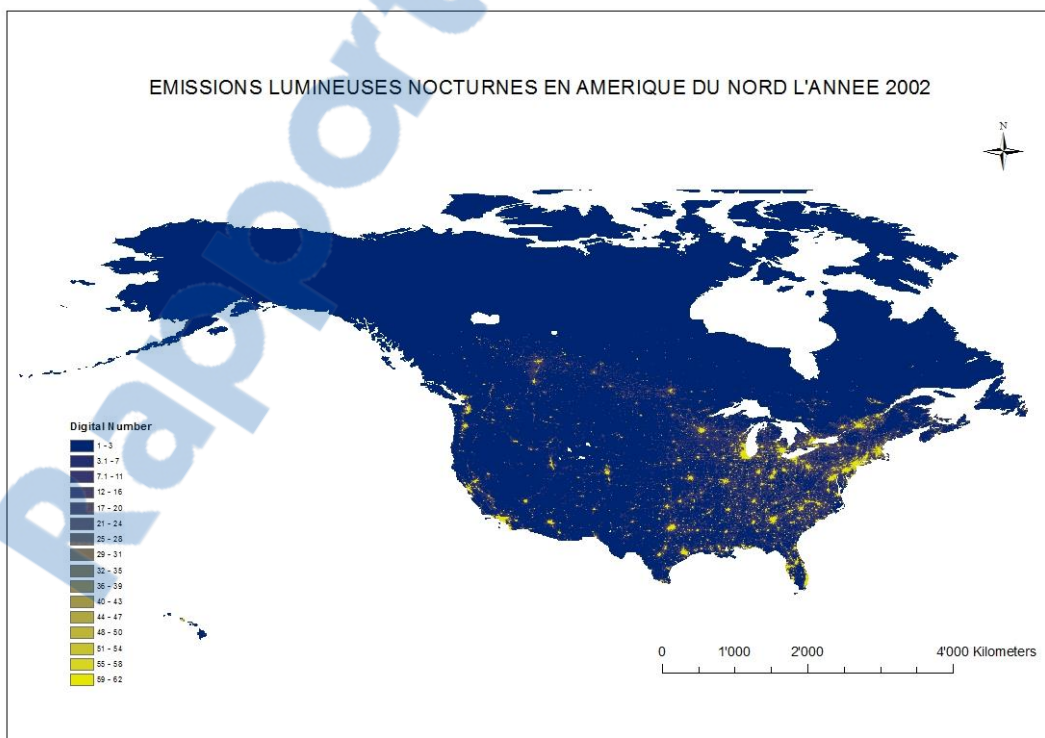 Rapport
EMISSIONS LUMINEUSES NOCTURNES EN AMERIQUE DU NORD L'ANNEE 2002
N
Digital Number
1 - 3
3.1 - 7
7.1 - 11
12 - 16
17 - 20
21 - 24
25 - 28
29 - 31
32 - 35
36 - 39
40 - 43
44 - 47
48 - 50
51 - 54
55 - 58
59 - 62
0 1'000 2'000 4'000 Kilometers